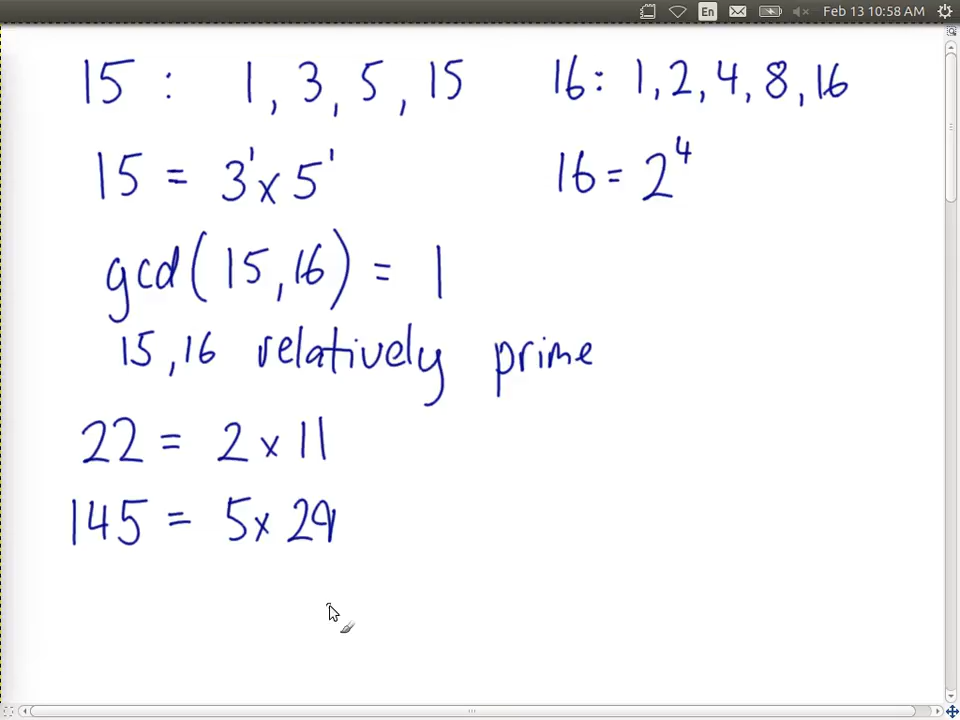 En Feb 13 10:58 AM
15 : 1, 3, 5, 15 16: 1, 2, 4, 8, 16
15 = 3¹ x 5¹ 16 = 2⁴
gcd(15, 16) = 1
15, 16 relatively prime
22 = 2 x 11
145 = 5 x 29